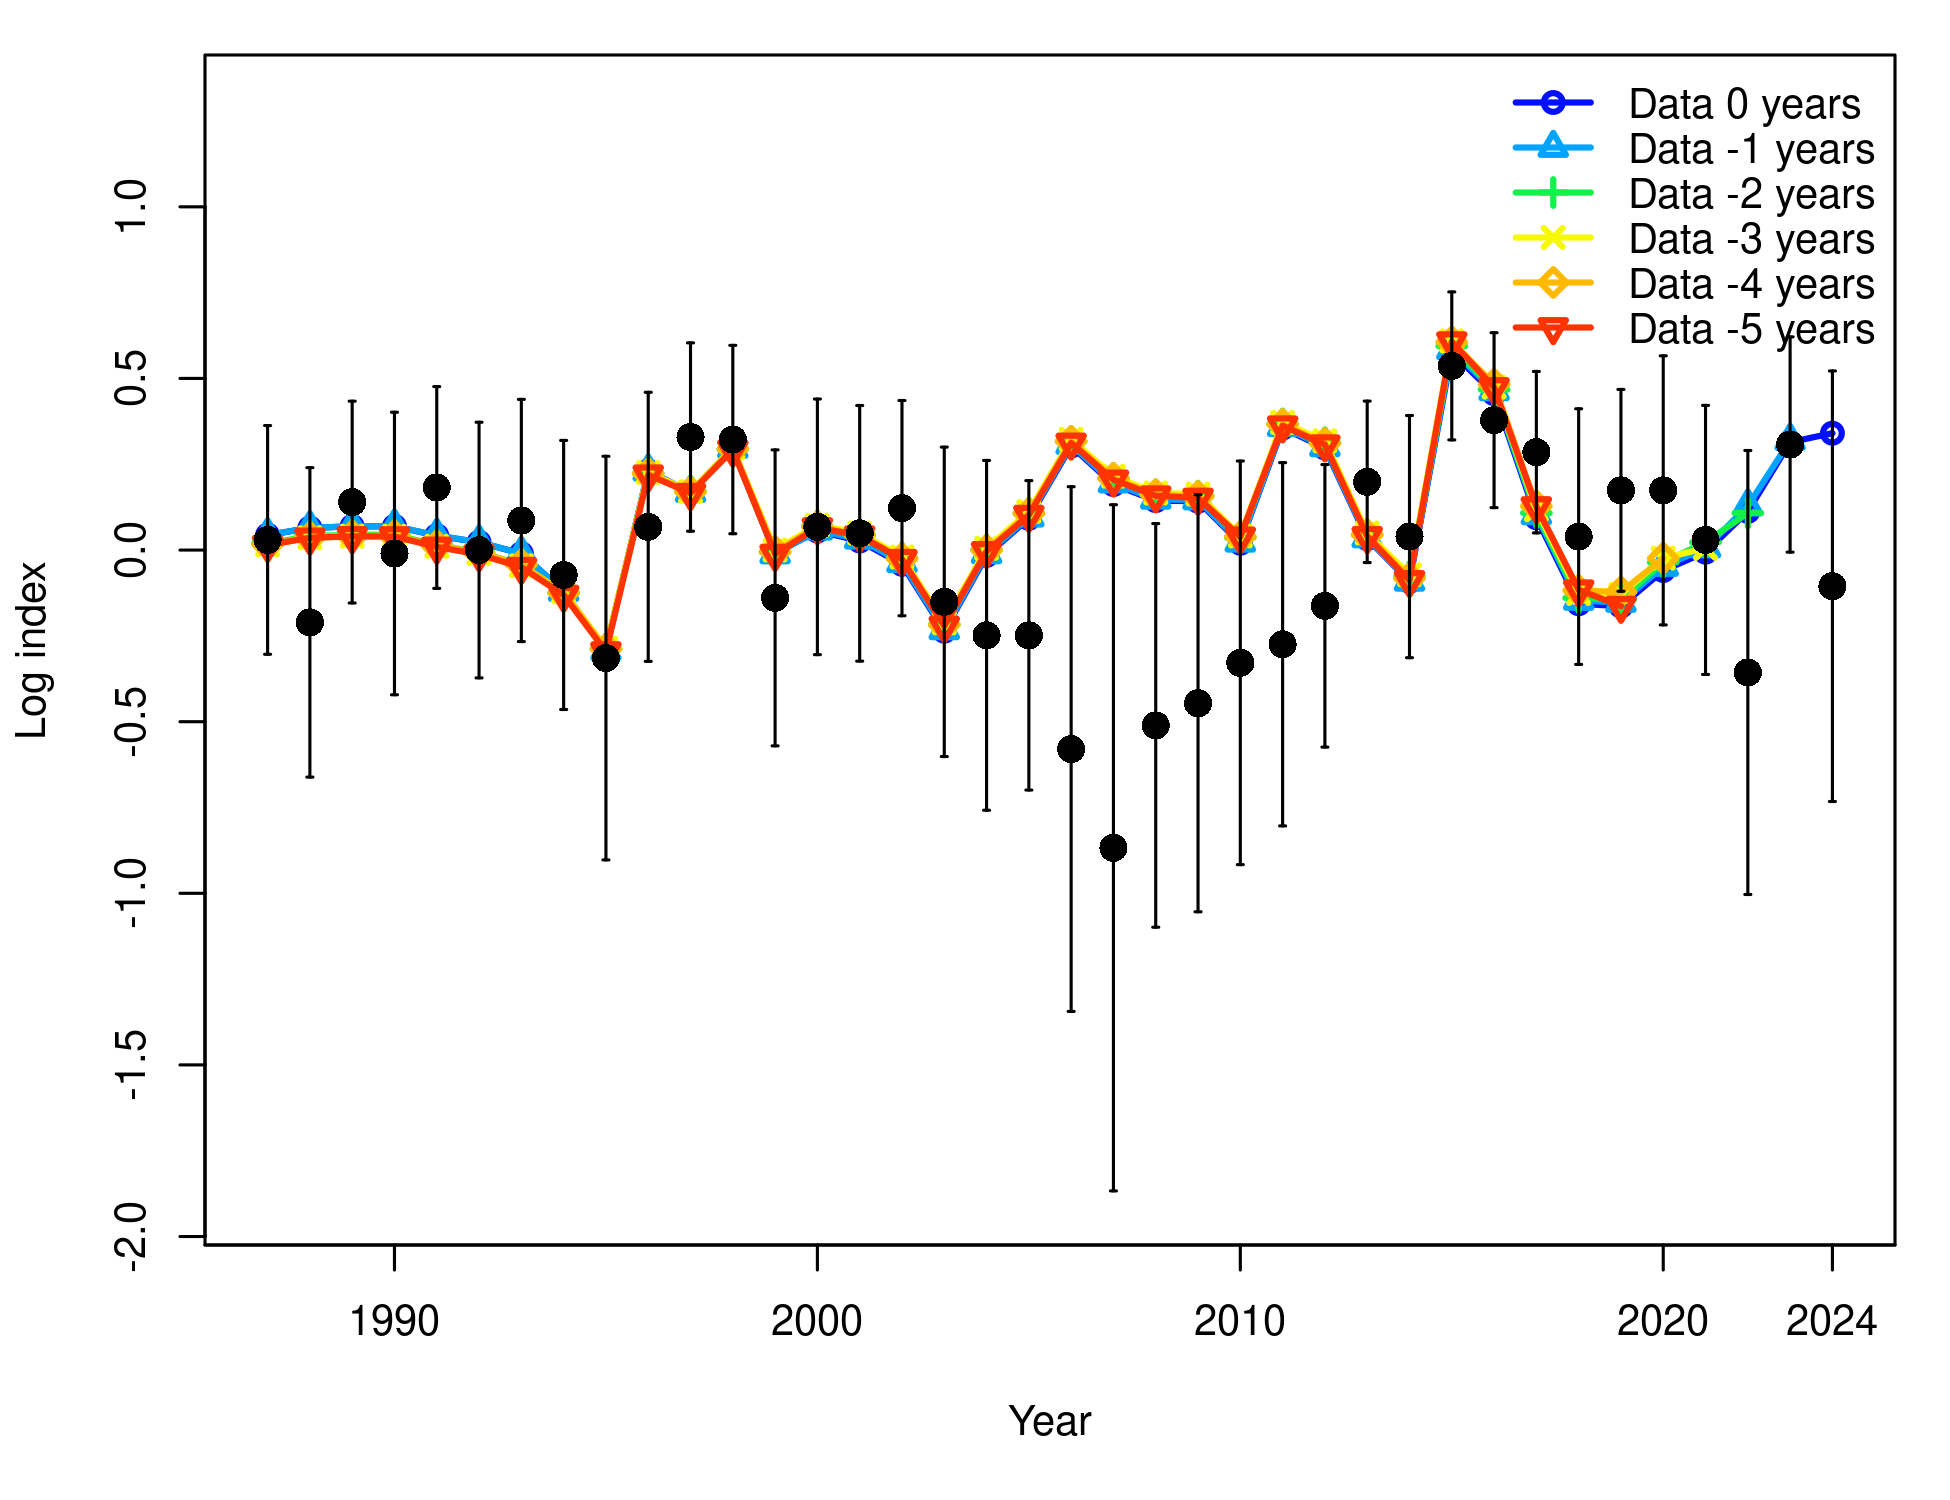 Data 0 years
Data -1 years
Data -2 years
Data -3 years
Data -4 years
Data -5 years
1.0
0.5
0.0
-0.5
-1.0
-1.5
-2.0
Log index
1990 2000 2010 2020 2024
Year